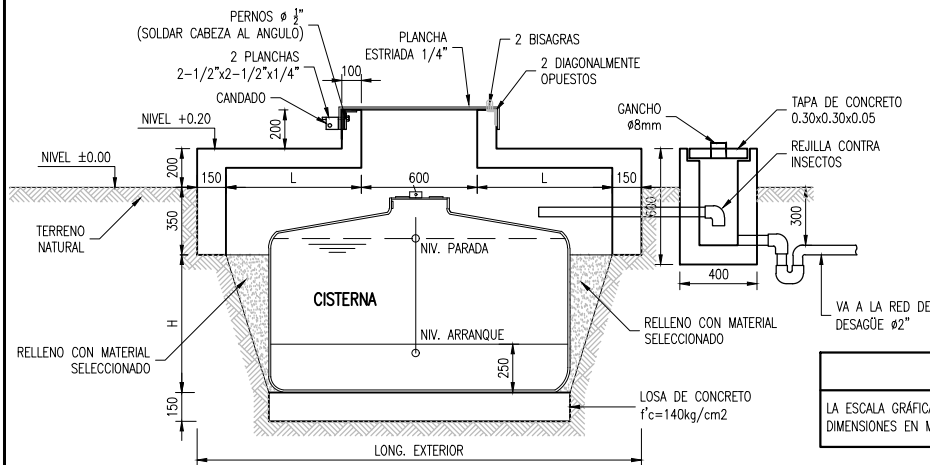 PERNOS ø 1/2"
(SOLDAR CABEZA AL ANGULO)
2 PLANCHAS
2-1/2"x2-1/2"x1/4"
CANDADO
100
PLANCHA
ESTRIADA 1/4"
2 BISAGRAS
2 DIAGONALMENTE
OPUESTOS
GANCHO
ø8mm
TAPA DE CONCRETO
0.30x0.30x0.05
REJILLA CONTRA
INSECTOS
NIVEL +0.20
200
NIVEL ±0.00
200
150
L
600
L
150
600
300
350
TERRENO
NATURAL
NIV. PARADA
400
CISTERNA
H
NIV. ARRANQUE
250
RELLENO CON MATERIAL
SELECCIONADO
RELLENO CON MATERIAL
SELECCIONADO
VA A LA RED DE
DESAGÜE ø2"
150
LOSA DE CONCRETO
f'c=140kg/cm2
LONG. EXTERIOR
LA ESCALA GRÁFICA
DIMENSIONES EN M